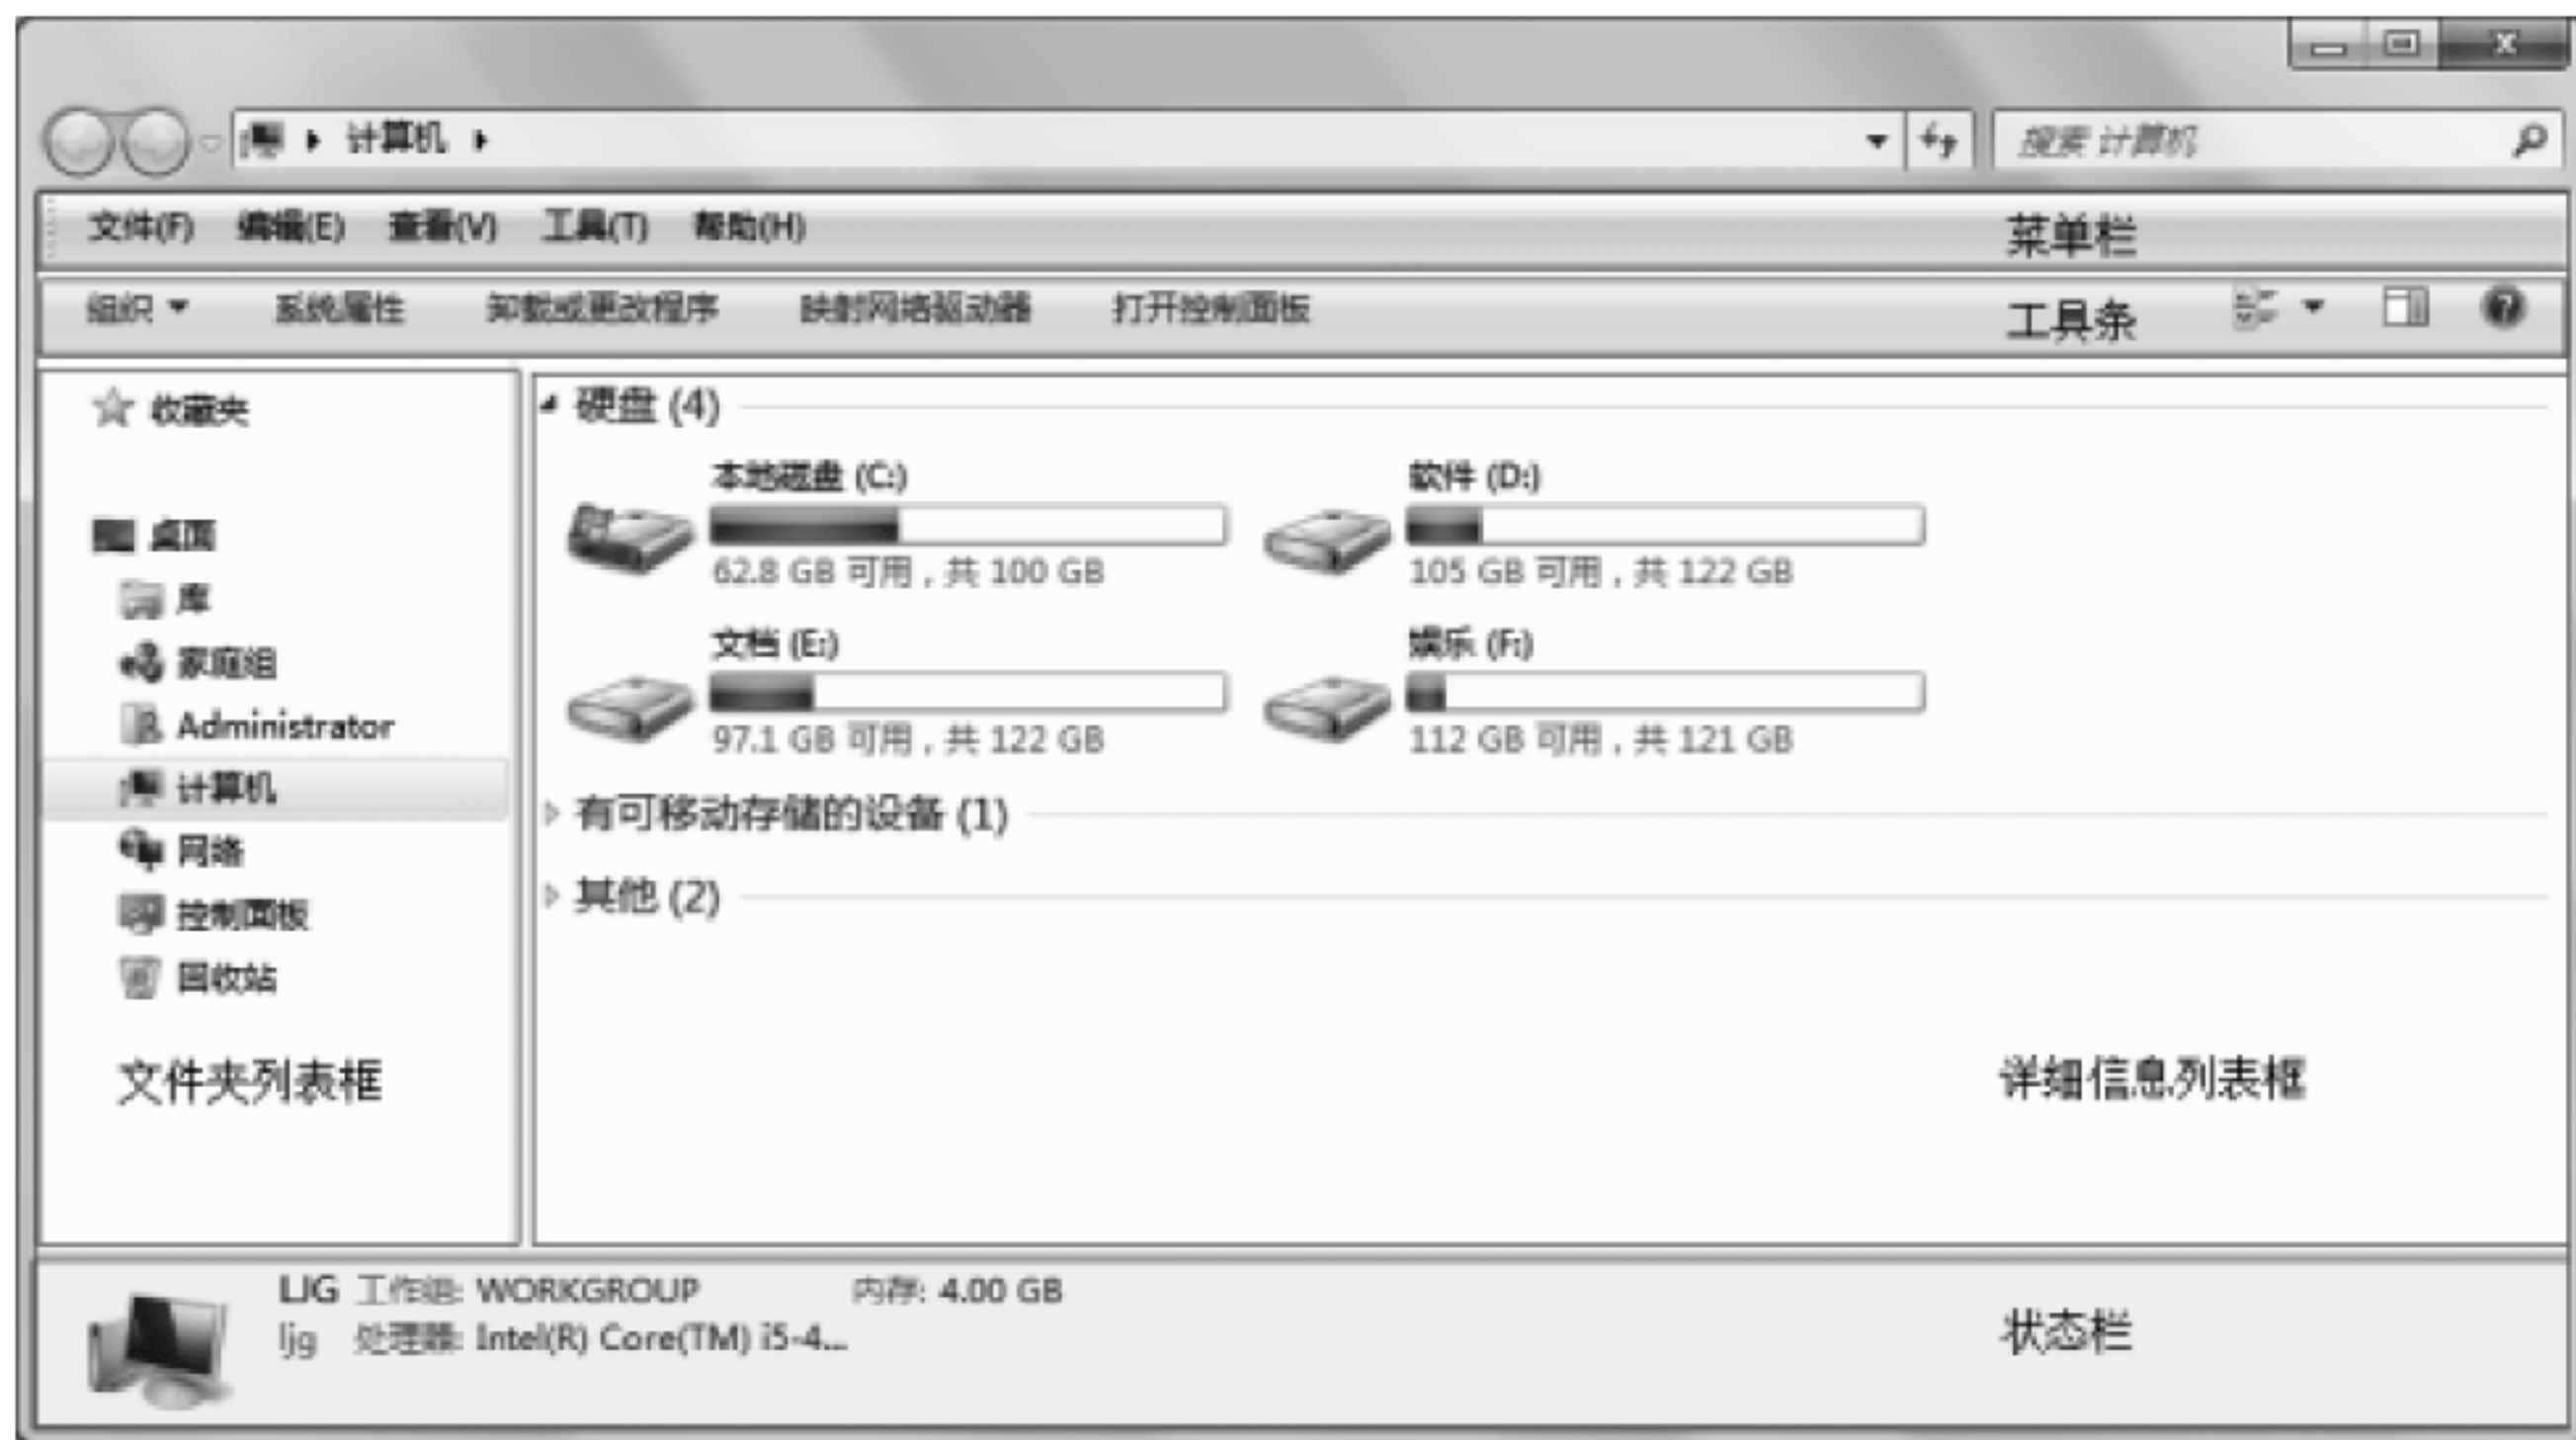 计算机
搜索 计算机
文件(F) 编辑(E) 查看(V) 工具(T) 帮助(H) 菜单栏
组织 系统属性 卸载或更改程序 映射网络驱动器 打开控制面板 工具条
收藏夹
桌面
库
家庭组
Administrator
计算机
网络
控制面板
回收站
文件夹列表框
硬盘 (4)
本地磁盘 (C:)
62.8 GB 可用，共 100 GB
软件 (D:)
105 GB 可用，共 122 GB
文档 (E:)
97.1 GB 可用，共 122 GB
娱乐 (F:)
112 GB 可用，共 121 GB
有可移动存储的设备 (1)
其他 (2)
详细信息列表框
LJG 工作组: WORKGROUP 内存: 4.00 GB
ljg 处理器: Intel(R) Core(TM) i5-4...
状态栏